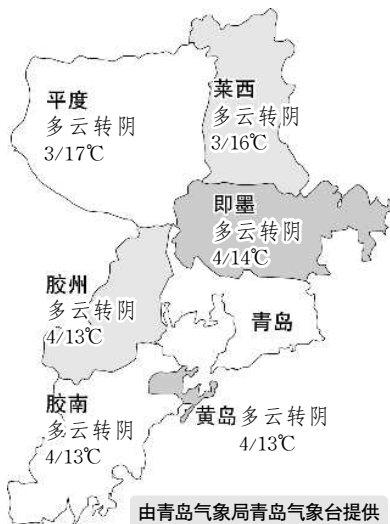 平度
多云转阴
3/17℃
莱西
多云转阴
3/16℃
即墨
多云转阴
4/14℃
胶州
多云转阴
4/13℃
青岛
胶南
多云转阴
4/13℃
黄岛 多云转阴
4/13℃
由青岛气象局青岛气象台提供